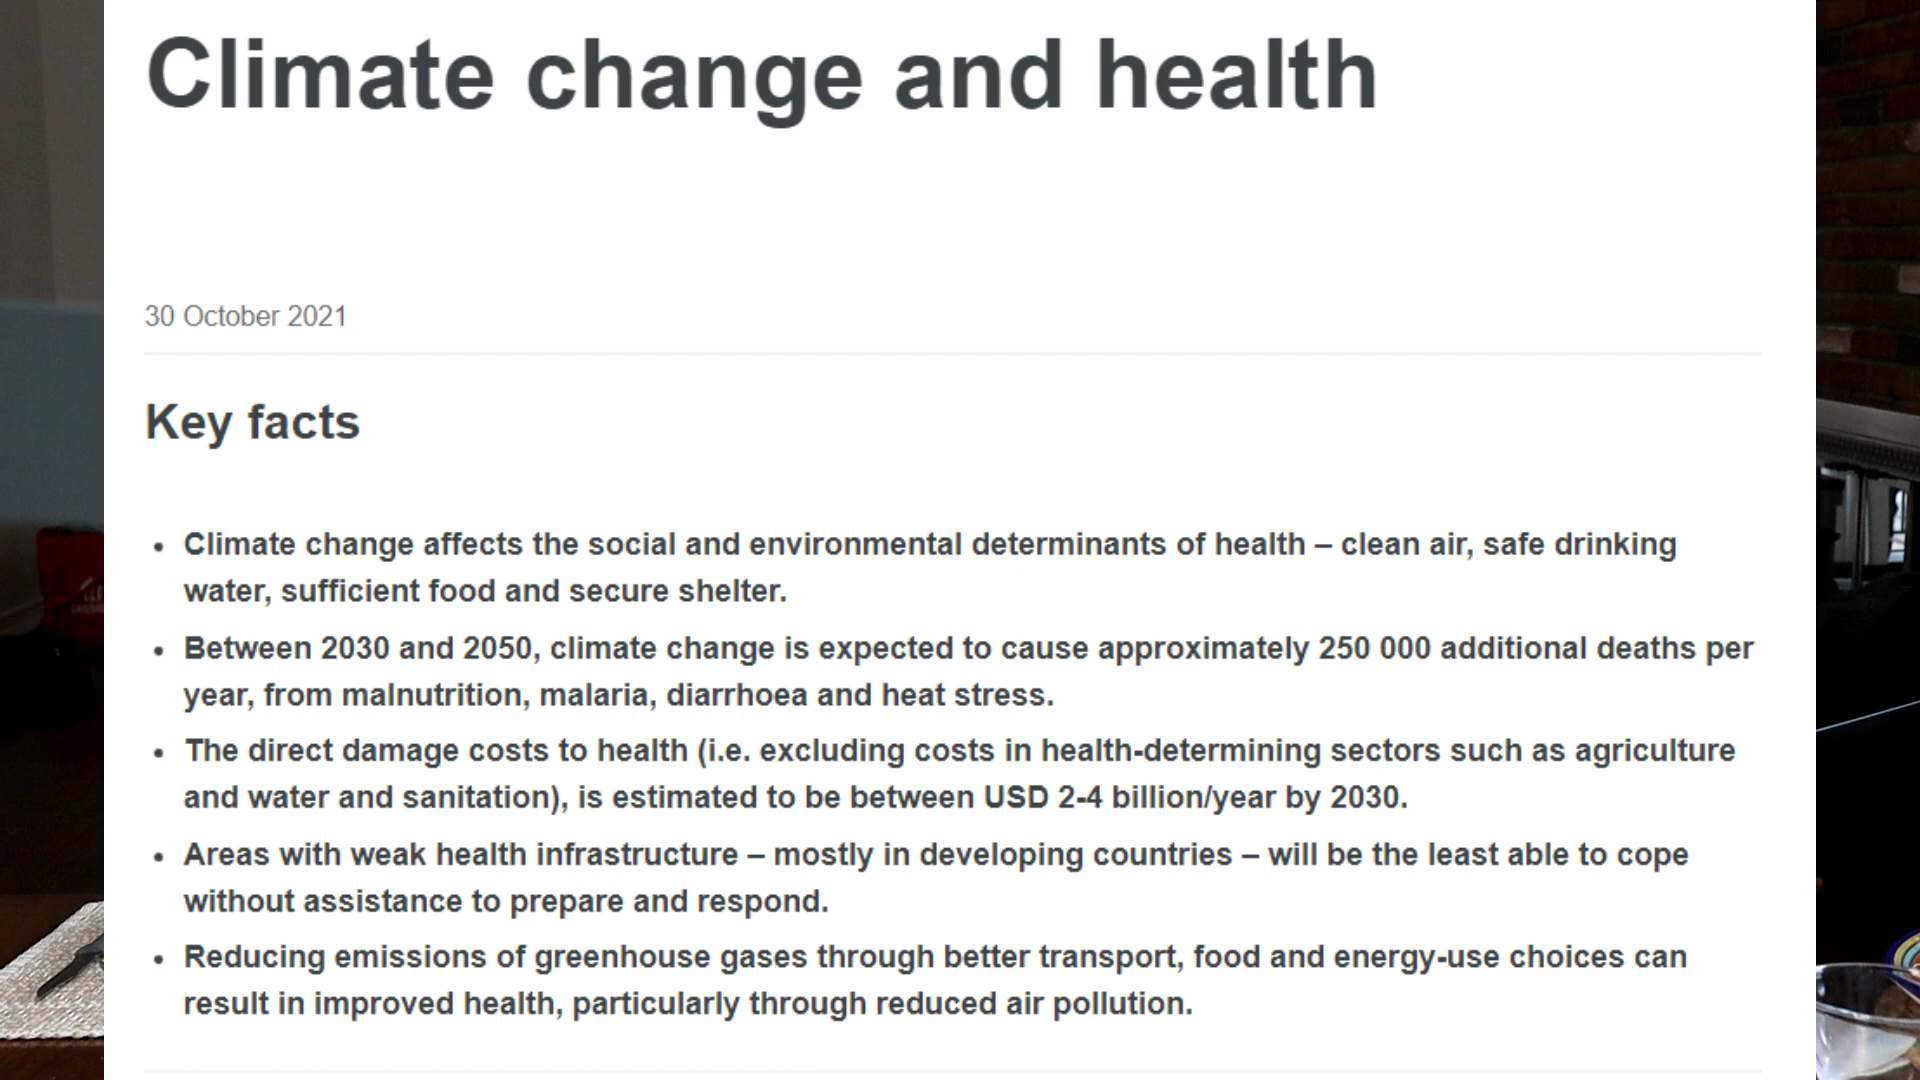 Climate change and health
30 October 2021
Key facts
• Climate change affects the social and environmental determinants of health – clean air, safe drinking
water, sufficient food and secure shelter.
• Between 2030 and 2050, climate change is expected to cause approximately 250 000 additional deaths per
year, from malnutrition, malaria, diarrhoea and heat stress.
• The direct damage costs to health (i.e. excluding costs in health-determining sectors such as agriculture
and water and sanitation), is estimated to be between USD 2-4 billion/year by 2030.
• Areas with weak health infrastructure – mostly in developing countries – will be the least able to cope
without assistance to prepare and respond.
• Reducing emissions of greenhouse gases through better transport, food and energy-use choices can
result in improved health, particularly through reduced air pollution.